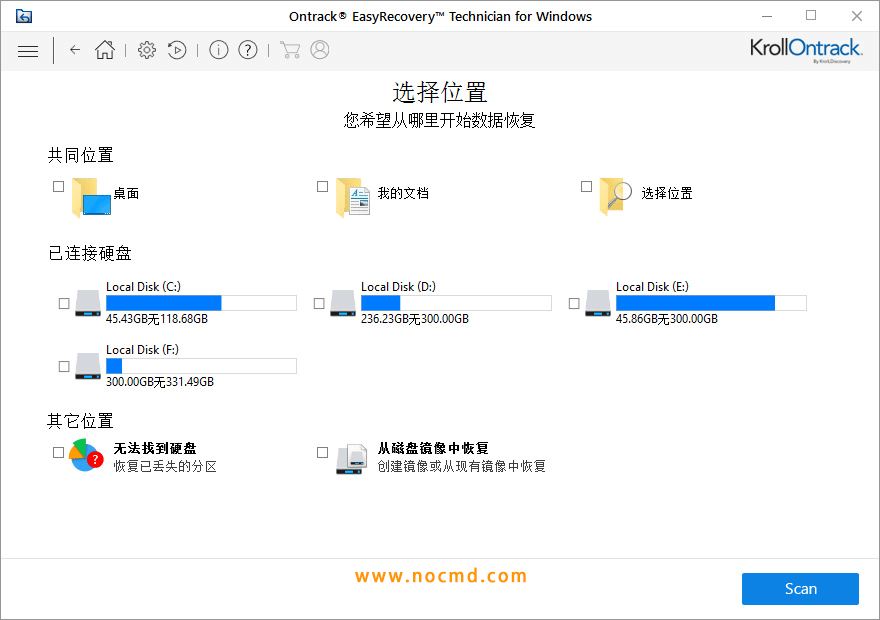 Ontrack® EasyRecovery™ Technician for Windows
KrollOntrack.
By KrollDiscovery
选择位置
您希望从哪里开始数据恢复
共同位置
桌面
我的文档
选择位置
已连接硬盘
Local Disk (C:)
45.43GB无118.68GB
Local Disk (D:)
236.23GB无300.00GB
Local Disk (E:)
45.86GB无300.00GB
Local Disk (F:)
300.00GB无331.49GB
其它位置
无法找到硬盘
恢复已丢失的分区
从磁盘镜像中恢复
创建镜像或从现有镜像中恢复
www.nocmd.com
Scan